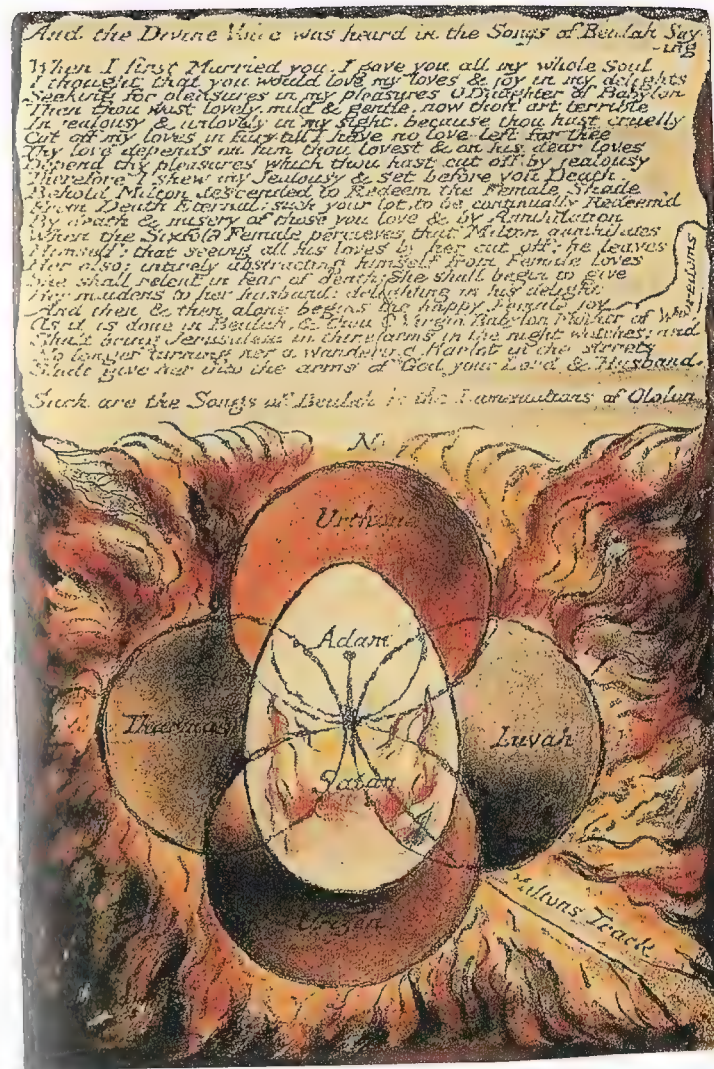 And the Divine Voice was heard in the Songs of Beulah Say-
-ing
When I first Married you, I gave you all my whole Soul
I thought that you would love my loves & joy in my delights
Seeking for pleasures in my pleasures O Daughter of Babylon
Then thou wast lovely, mild & gentle, now thou art terrible
In jealousy & unlovely in my sight, because thou hast cruelly
Cut off my loves in fury till I have no love left for thee
Thy love depends on him thou lovest & on his dear loves
Depend thy pleasures which thou hast cut off by jealousy
Therefore I shew my Jealousy & set before you Death.
Behold Milton descended to Redeem the Female Shade
From Death Eternal; such your lot, to be continually Redeem'd
By death & misery of those you love & by Annihilation
When the Sixfold Female perceives that Milton annihilates
Himself: that seeing all his loves by her cut off: he leaves
Her also: intirely abstracting himself from Female loves
She shall relent in fear of death: She shall begin to give
Her maidens to her husband: delighting in his delight
And then & then alone begins the happy Female joy
As it is done in Beulah, & thou O Virgin Babylon Mother of Whoredoms
Shalt bring Jerusalem in thine arms in the night watches; and
No longer turning her a wandering Harlot in the streets
Shalt give her into the arms of God your Lord & Husband.
Such are the Songs of Beulah in the Lamentations of Ololon
N
Urthona
Adam
Tharmas
Luvah
Satan
Urizen
Miltons Track